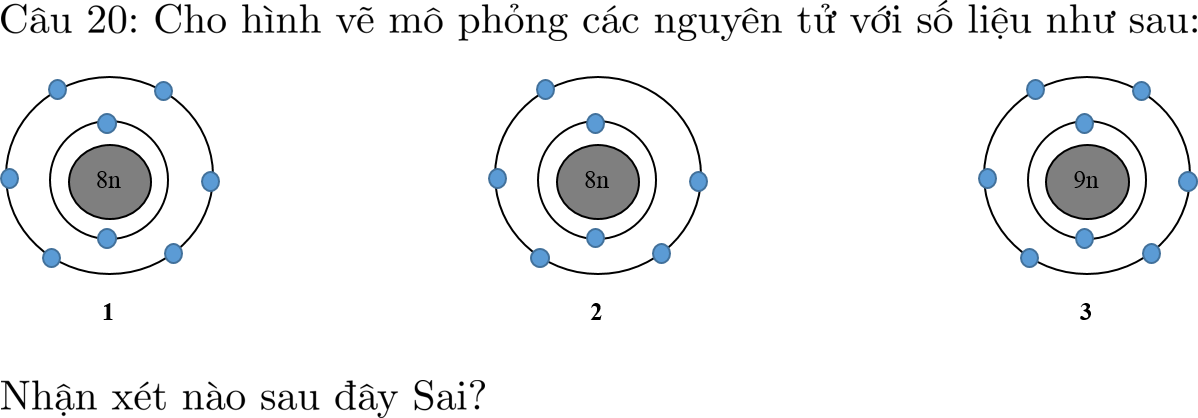 Câu 20: Cho hình vẽ mô phỏng các nguyên tử với số liệu như sau:
8n 8n 9n
1 2 3
Nhận xét nào sau đây Sai?